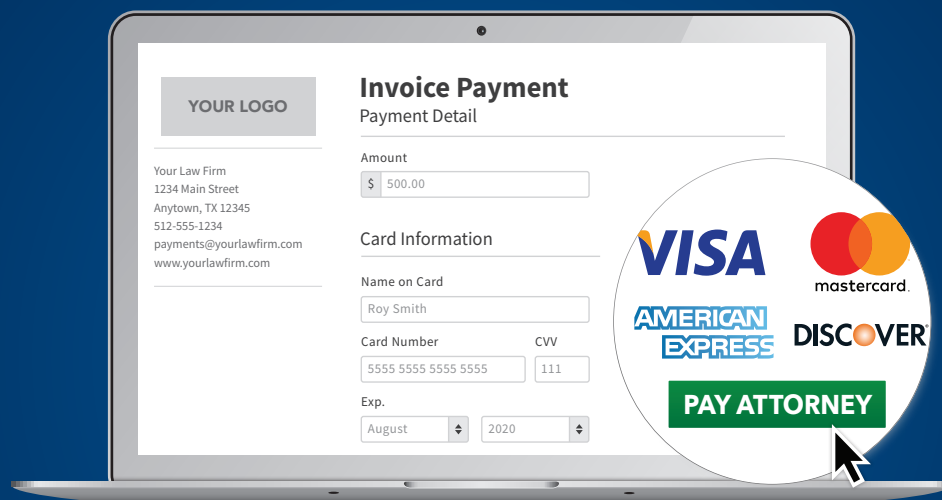 YOUR LOGO
Your Law Firm
1234 Main Street
Anytown, TX 12345
512-555-1234
payments@yourlawfirm.com
www.yourlawfirm.com
Invoice Payment
Payment Detail
Amount
$ 500.00
Card Information
Name on Card
Roy Smith
Card Number CVV
5555 5555 5555 5555 111
Exp.
August 2020
VISA
mastercard.
AMERICAN
EXPRESS
DISCOVER
PAY ATTORNEY